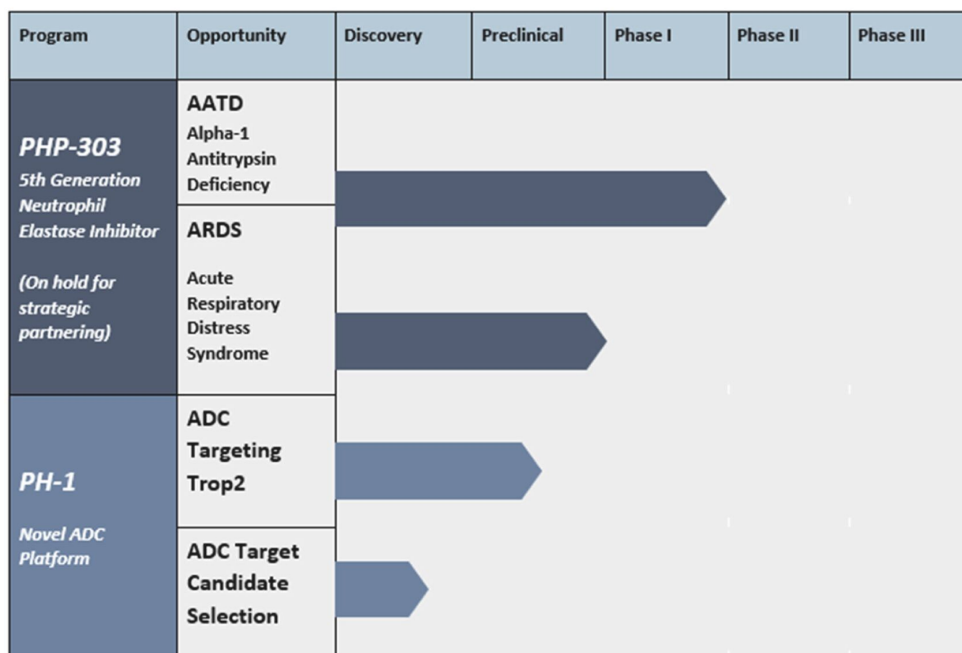 Program Opportunity Discovery Preclinical Phase I Phase II Phase III
PHP-303
5th Generation
Neutrophil
Elastase Inhibitor
(On hold for
strategic
partnering)
AATD
Alpha-1
Antitrypsin
Deficiency
ARDS
Acute
Respiratory
Distress
Syndrome
PH-1
Novel ADC
Platform
ADC
Targeting
Trop2
ADC Target
Candidate
Selection